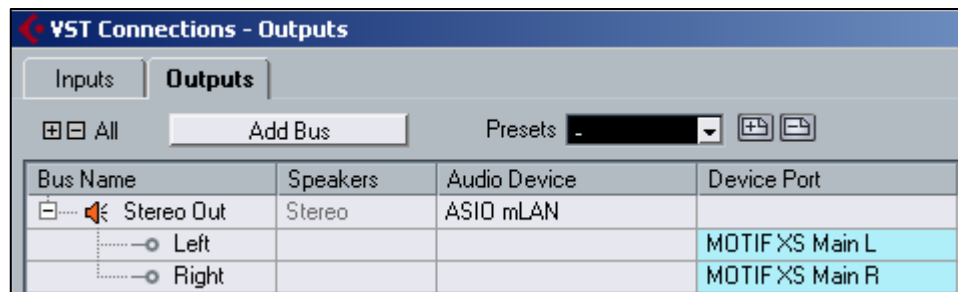 VST Connections - Outputs
Inputs Outputs
All Add Bus Presets -
Bus Name Speakers Audio Device Device Port
Stereo Out Stereo ASIO mLAN
Left MOTIF XS Main L
Right MOTIF XS Main R